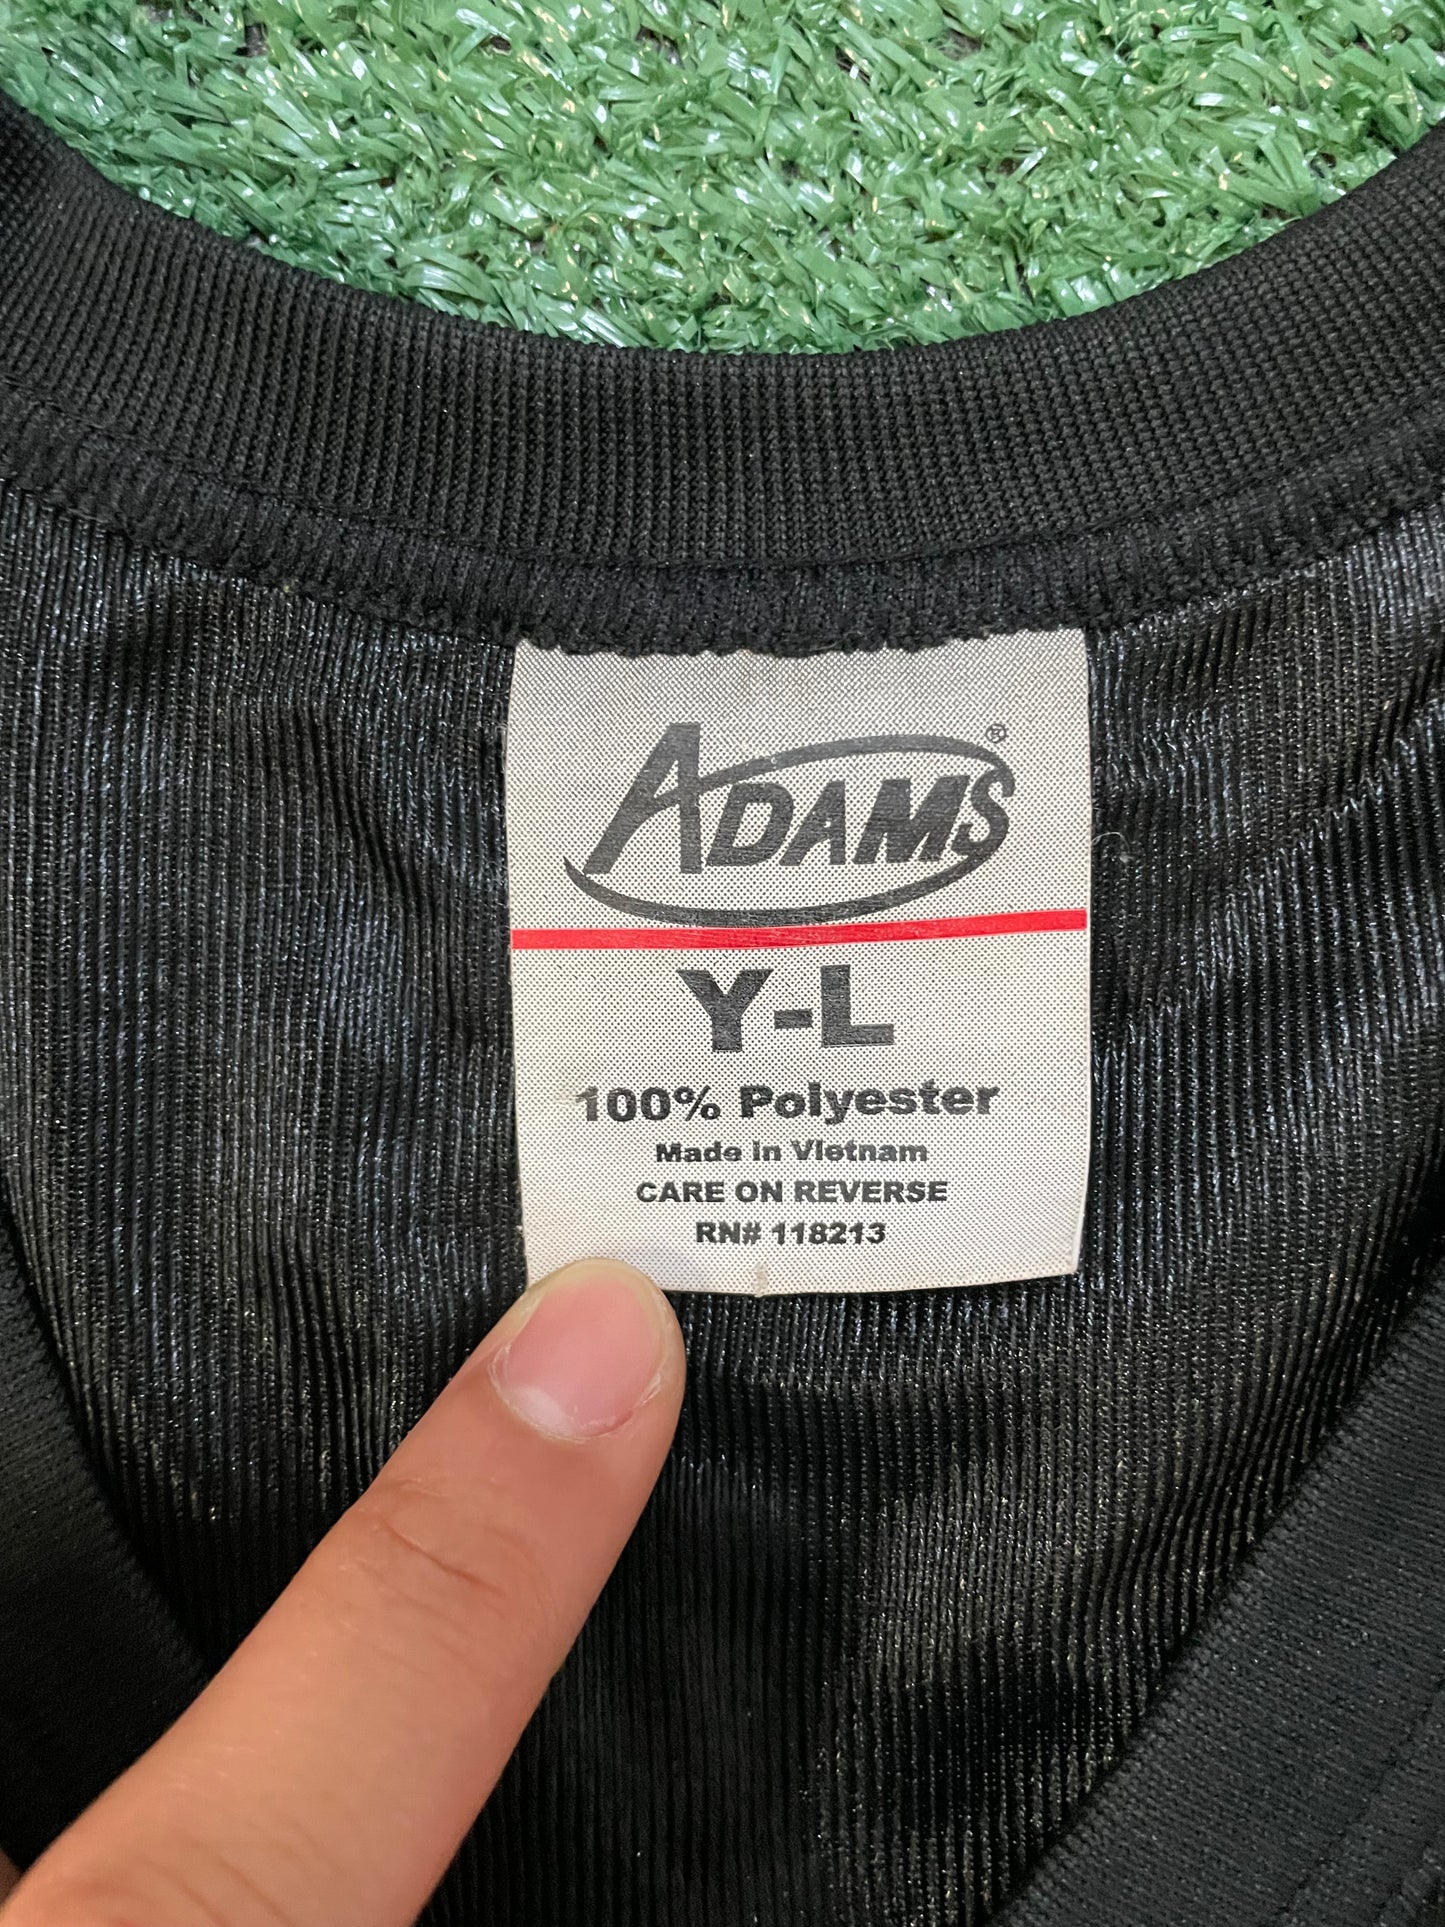 ADAMS®
Y-L
100% Polyester
Made in Vietnam
CARE ON REVERSE
RN# 118213